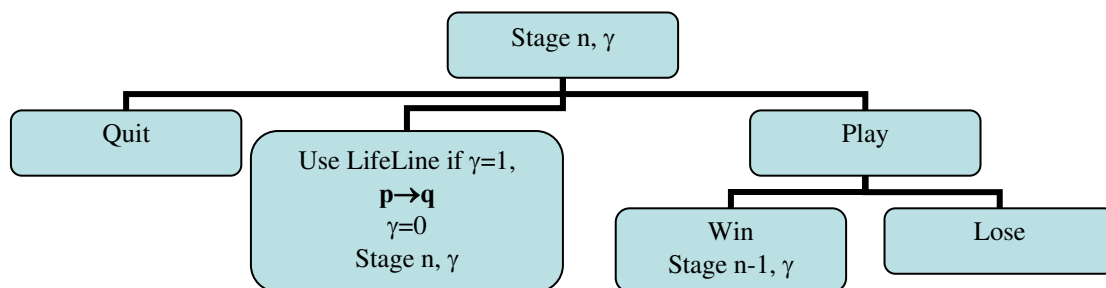 Stage n, γ
Quit
Use LifeLine if γ=1,
p→q
γ=0
Stage n, γ
Play
Win
Stage n-1, γ
Lose